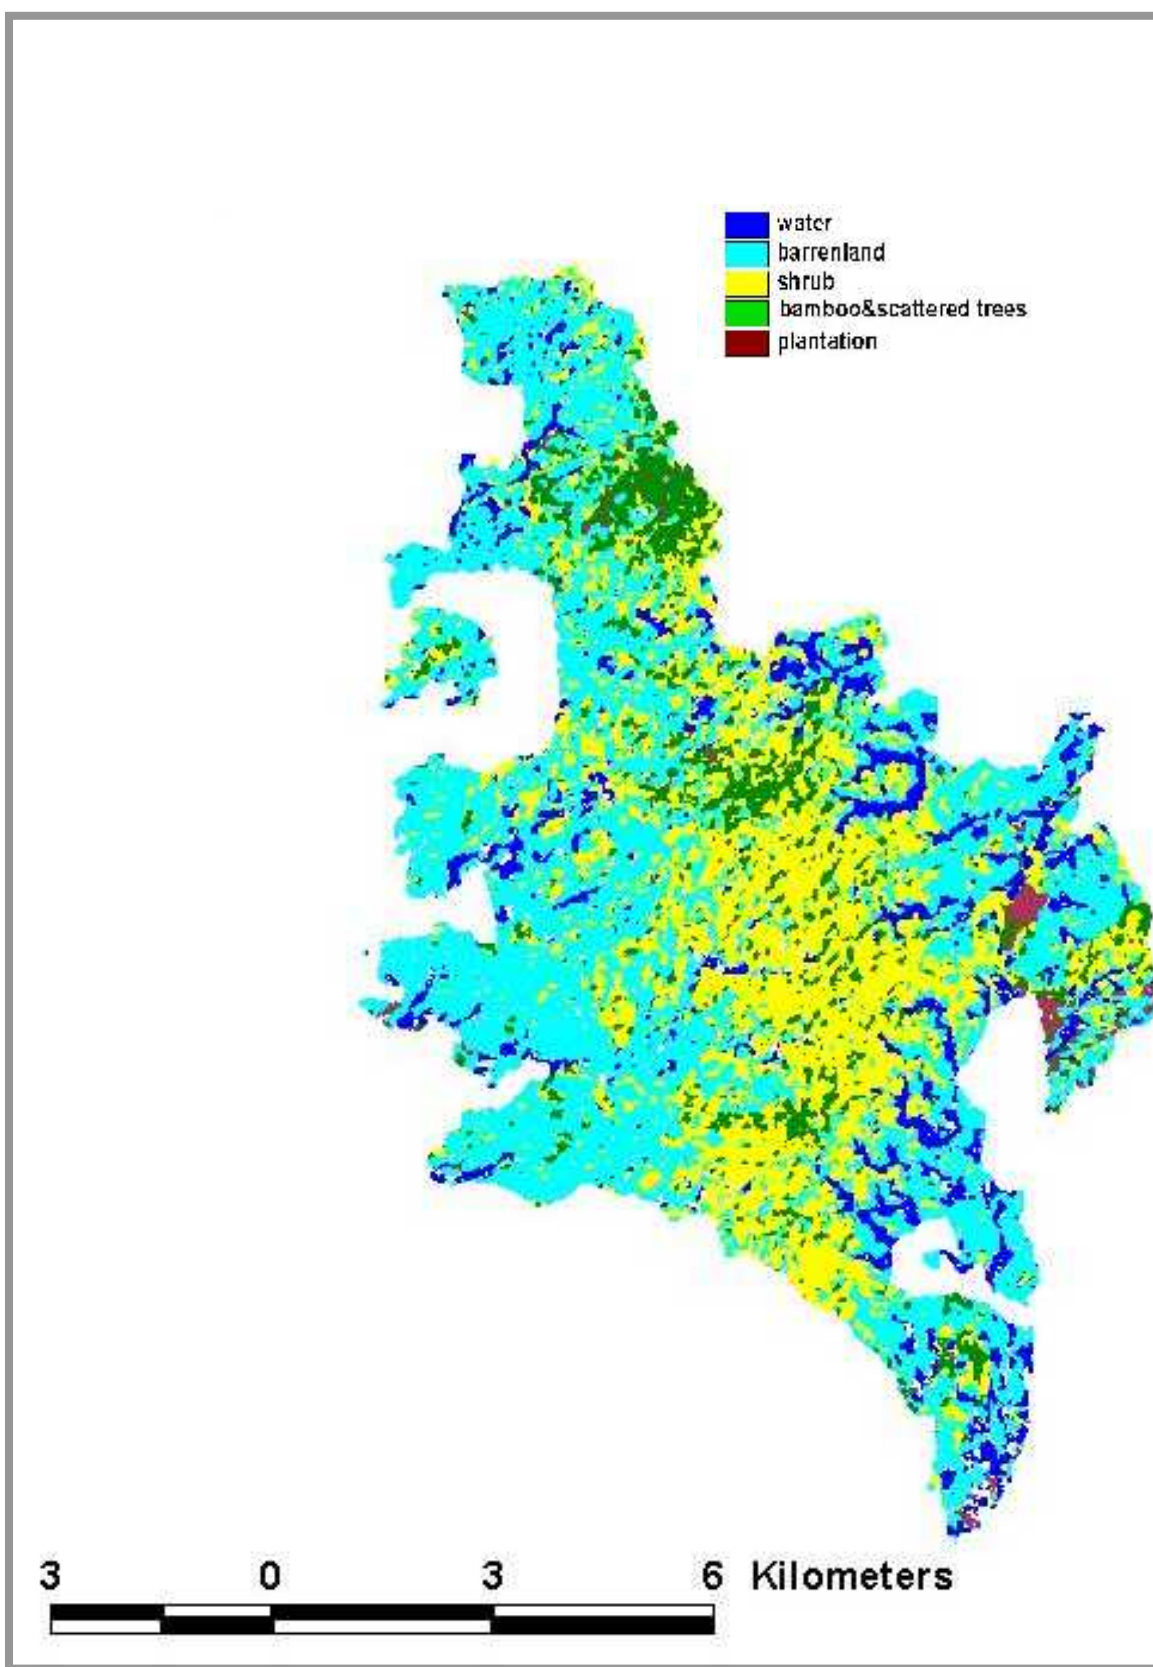 water
barrenland
shrub
bamboo&scattered trees
plantation
3 0 3 6 Kilometers